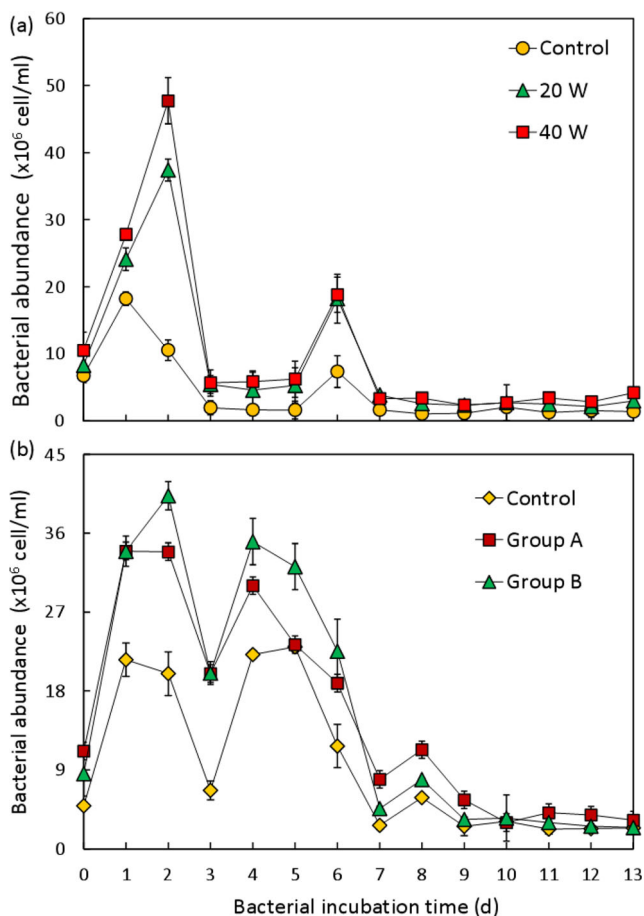 (a)
60
50
40
30
20
10
0
Bacterial abundance (x10⁶ cell/ml)
Control
20 W
40 W
(b)
45
36
27
18
9
0
Bacterial abundance (x10⁶ cell/ml)
Control
Group A
Group B
0 1 2 3 4 5 6 7 8 9 10 11 12 13
Bacterial incubation time (d)